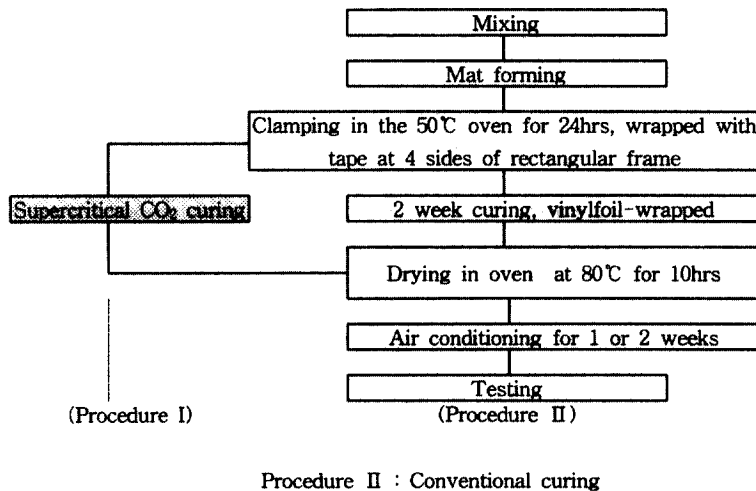 Mixing
Mat forming
Clamping in the 50℃ oven for 24hrs, wrapped with
tape at 4 sides of rectangular frame
Supercritical CO₂ curing
2 week curing, vinylfoil-wrapped
Drying in oven at 80℃ for 10hrs
Air conditioning for 1 or 2 weeks
Testing
(Procedure Ⅰ)
(Procedure Ⅱ)
Procedure Ⅱ : Conventional curing